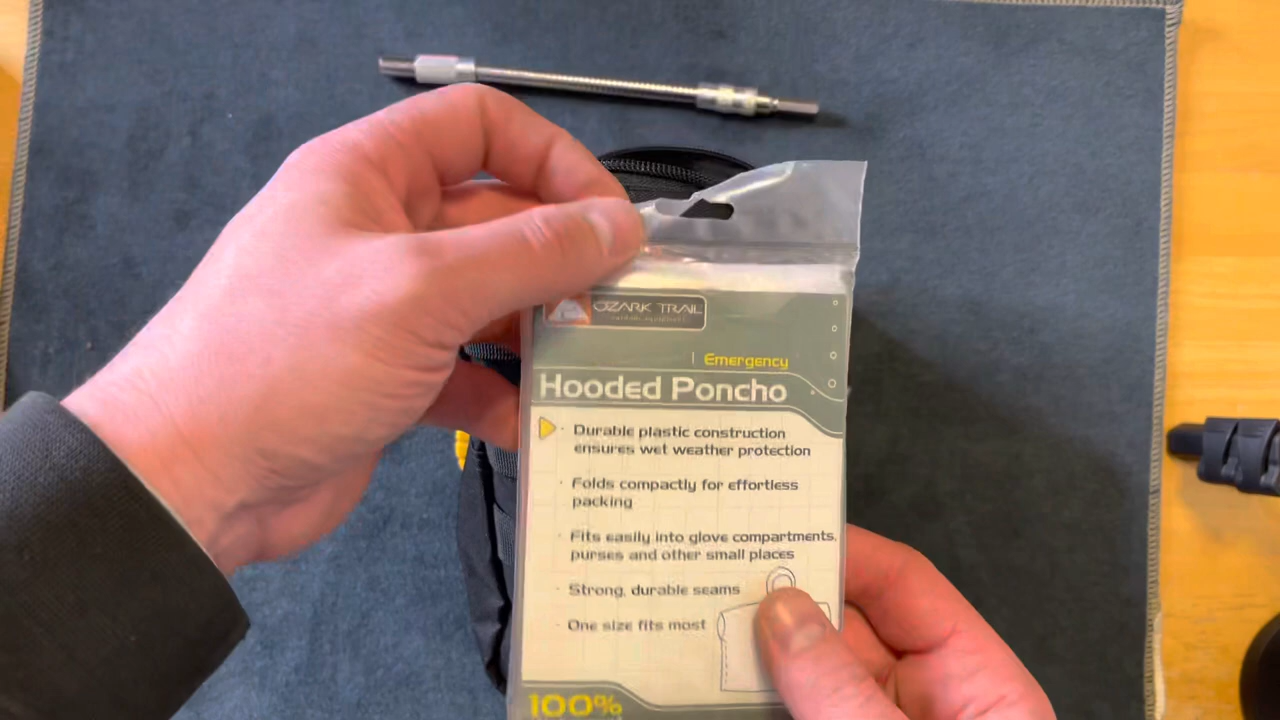 OZARK TRAIL
Emergency
Hooded Poncho
Durable plastic construction
ensures wet weather protection
Folds compactly for effortless
packing
Fits easily into glove compartments,
purses and other small places
Strong, durable seams
One size fits most
100%